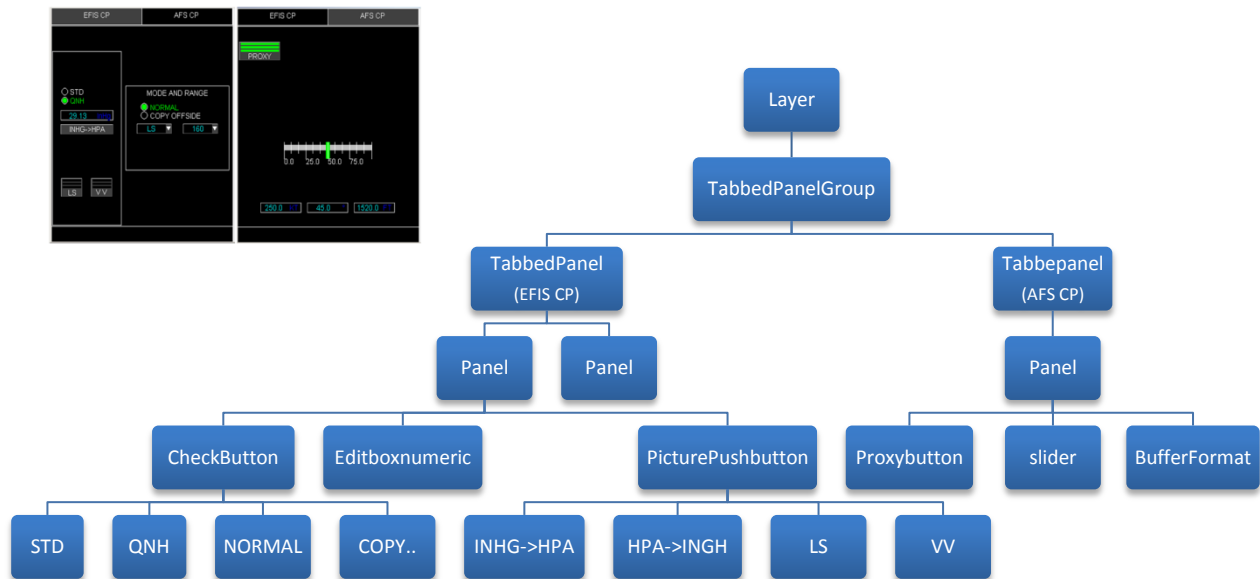 EFIS CP
AFS CP
STD
QNH
29.13
INHG->HPA
LS
VV
MODE AND RANGE
NORMAL
COPY OFFSIDE
LS
160
EFIS CP
AFS CP
PROXY
0.0 25.0 50.0 75.0
250.0
45.0
1520.0
Layer
TabbedPanelGroup
TabbedPanel
(EFIS CP)
Tabbepanel
(AFS CP)
Panel
Panel
Panel
CheckButton
Editboxnumeric
PicturePushbutton
Proxybutton
slider
BufferFormat
STD
QNH
NORMAL
COPY..
INHG->HPA
HPA->INGH
LS
VV